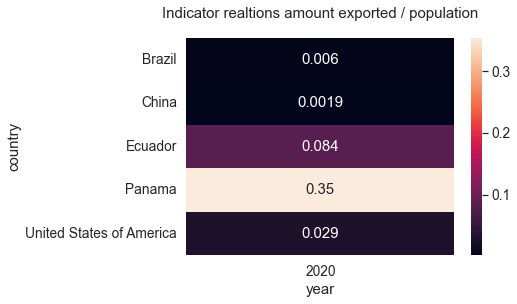 Indicator realtions amount exported / population
country
Brazil 0.006
China 0.0019
Ecuador 0.084
Panama 0.35
United States of America 0.029
2020
year
0.3
0.2
0.1